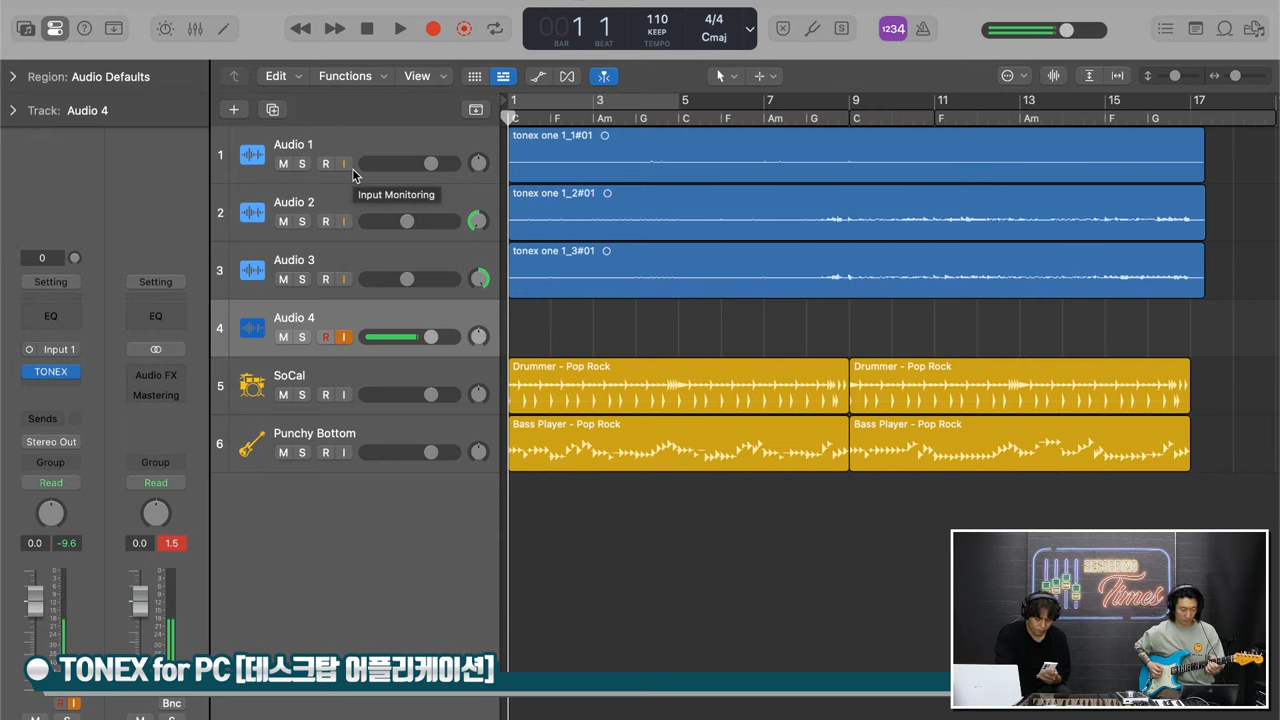 1 1
BAR BEAT
110
KEEP
TEMPO
4/4
Cmaj
1234
Region: Audio Defaults
Track: Audio 4
Edit
Functions
View
1 3 5 7 9 11 13 15 17
C F Am G C F Am G C F Am G
1
Audio 1
M S R I
Input Monitoring
2
Audio 2
M S R I
3
Audio 3
M S R I
4
Audio 4
M S R I
5
SoCal
M S R I
6
Punchy Bottom
M S R I
tonex one 1_1#01
tonex one 1_2#01
tonex one 1_3#01
Drummer - Pop Rock
Drummer - Pop Rock
Bass Player - Pop Rock
Bass Player - Pop Rock
0
Setting
Setting
EQ
EQ
Input 1
TONEX
Audio FX
Mastering
Sends
Stereo Out
Group
Group
Read
Read
0.0 -9.6
0.0 1.5
R I
Bnc
RECORDING
Times
TONEX for PC [데스크탑 어플리케이션]